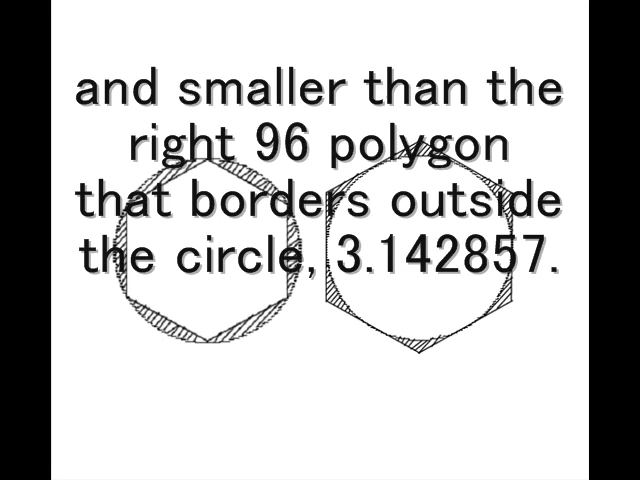 and smaller than the
right 96 polygon
that borders outside
the circle, 3.142857.